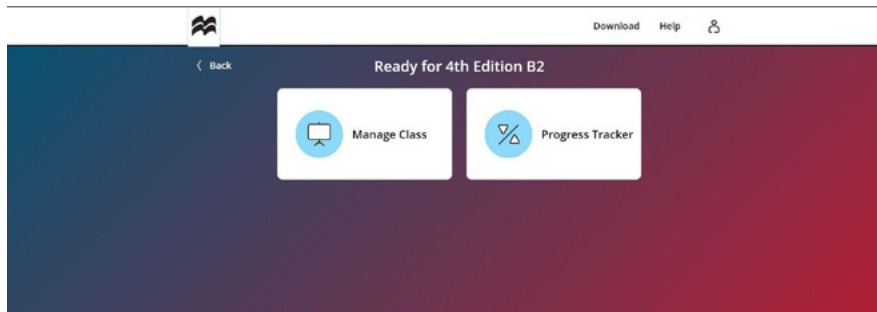 Download Help
Back Ready for 4th Edition B2
Manage Class Progress Tracker